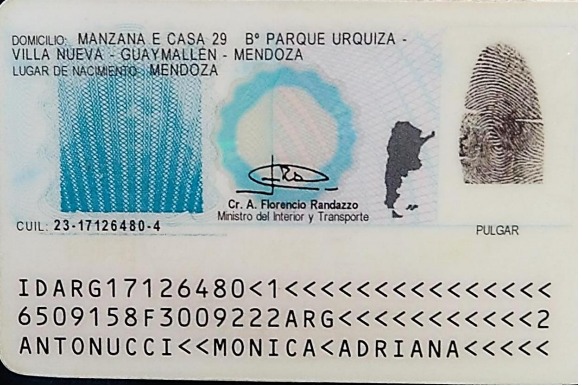 DOMICILIO: MANZANA E CASA 29 Bº PARQUE URQUIZA -
VILLA NUEVA - GUAYMALLÉN - MENDOZA
LUGAR DE NACIMIENTO: MENDOZA
Cr. A. Florencio Randazzo
Ministro del Interior y Transporte
CUIL: 23-17126480-4
PULGAR
IDARG17126480<1<<<<<<<<<<<<<<<
6509158F3009222ARG<<<<<<<<<<<2
ANTONUCCI<<MONICA<ADRIANA<<<<<